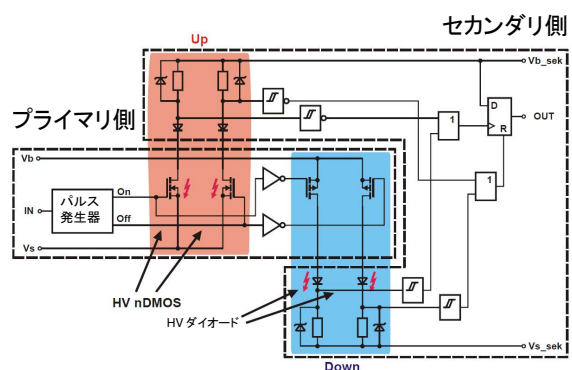 セカンダリ側
Up
Vb_sek
プライマリ側
D
OUT
1
R
Vb
On
パルス
発生器
IN
Off
1
Vs
HV nDMOS
HV ダイオード
Vs_sek
Down